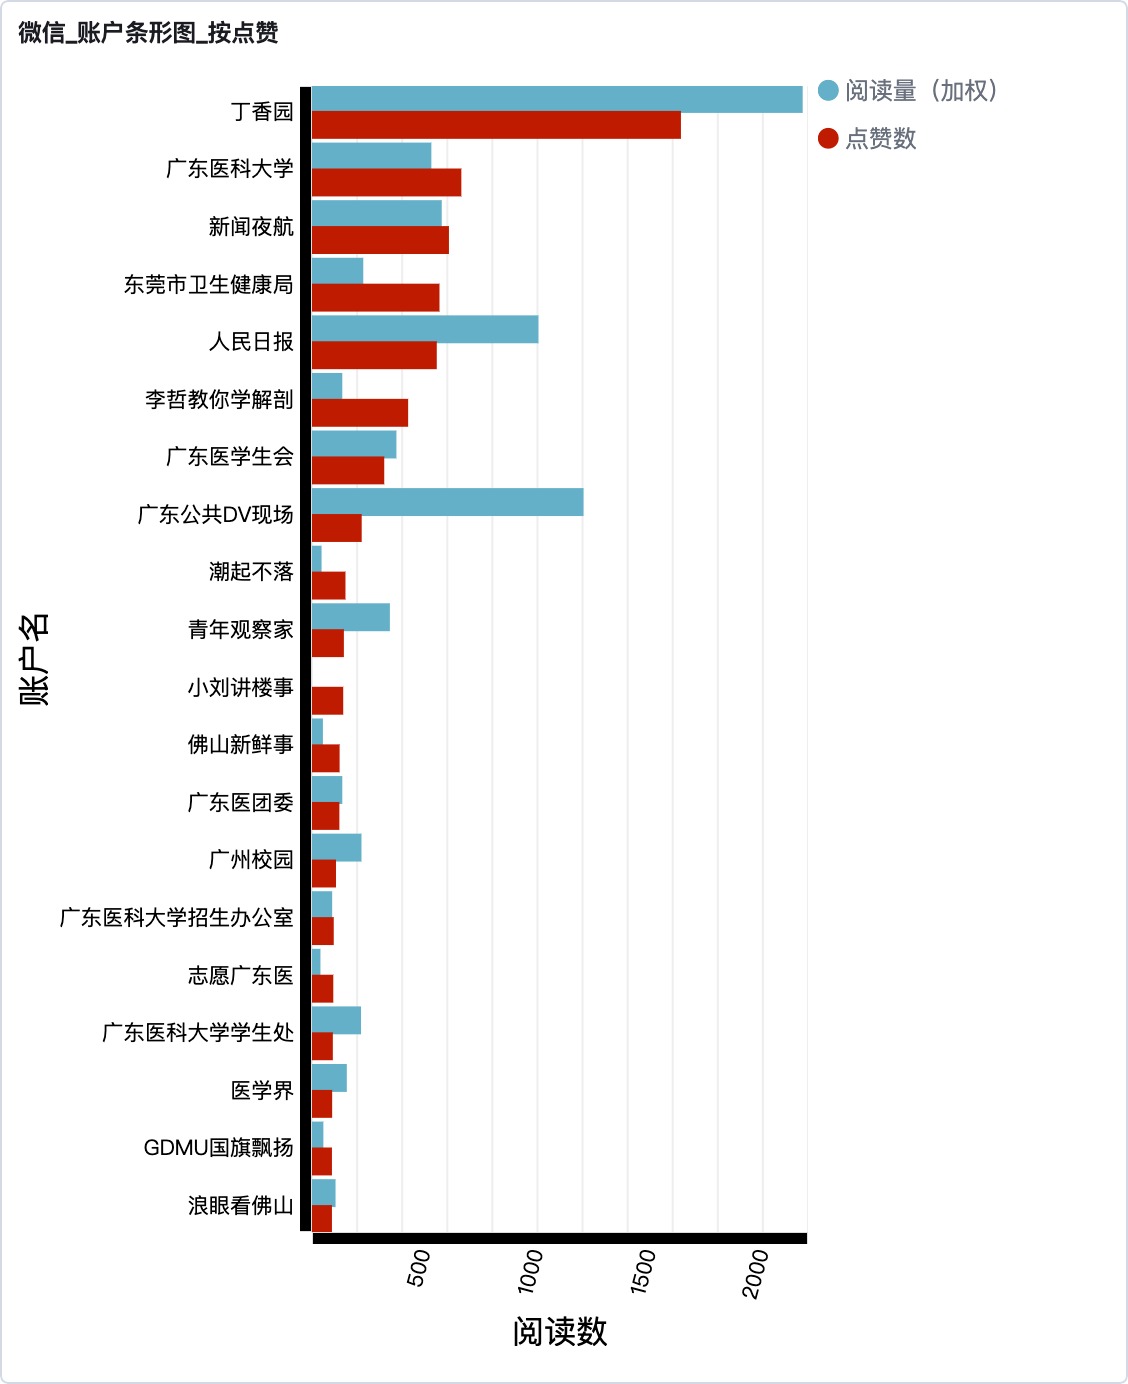 微信_账户条形图_按点赞
阅读量（加权）
点赞数
丁香园
广东医科大学
新闻夜航
东莞市卫生健康局
人民日报
李哲教你学解剖
广东医学生会
广东公共DV现场
潮起不落
青年观察家
小刘讲楼事
佛山新鲜事
广东医团委
广州校园
广东医科大学招生办公室
志愿广东医
广东医科大学学生处
医学界
GDMU国旗飘扬
浪眼看佛山
账户名
500
1000
1500
2000
阅读数